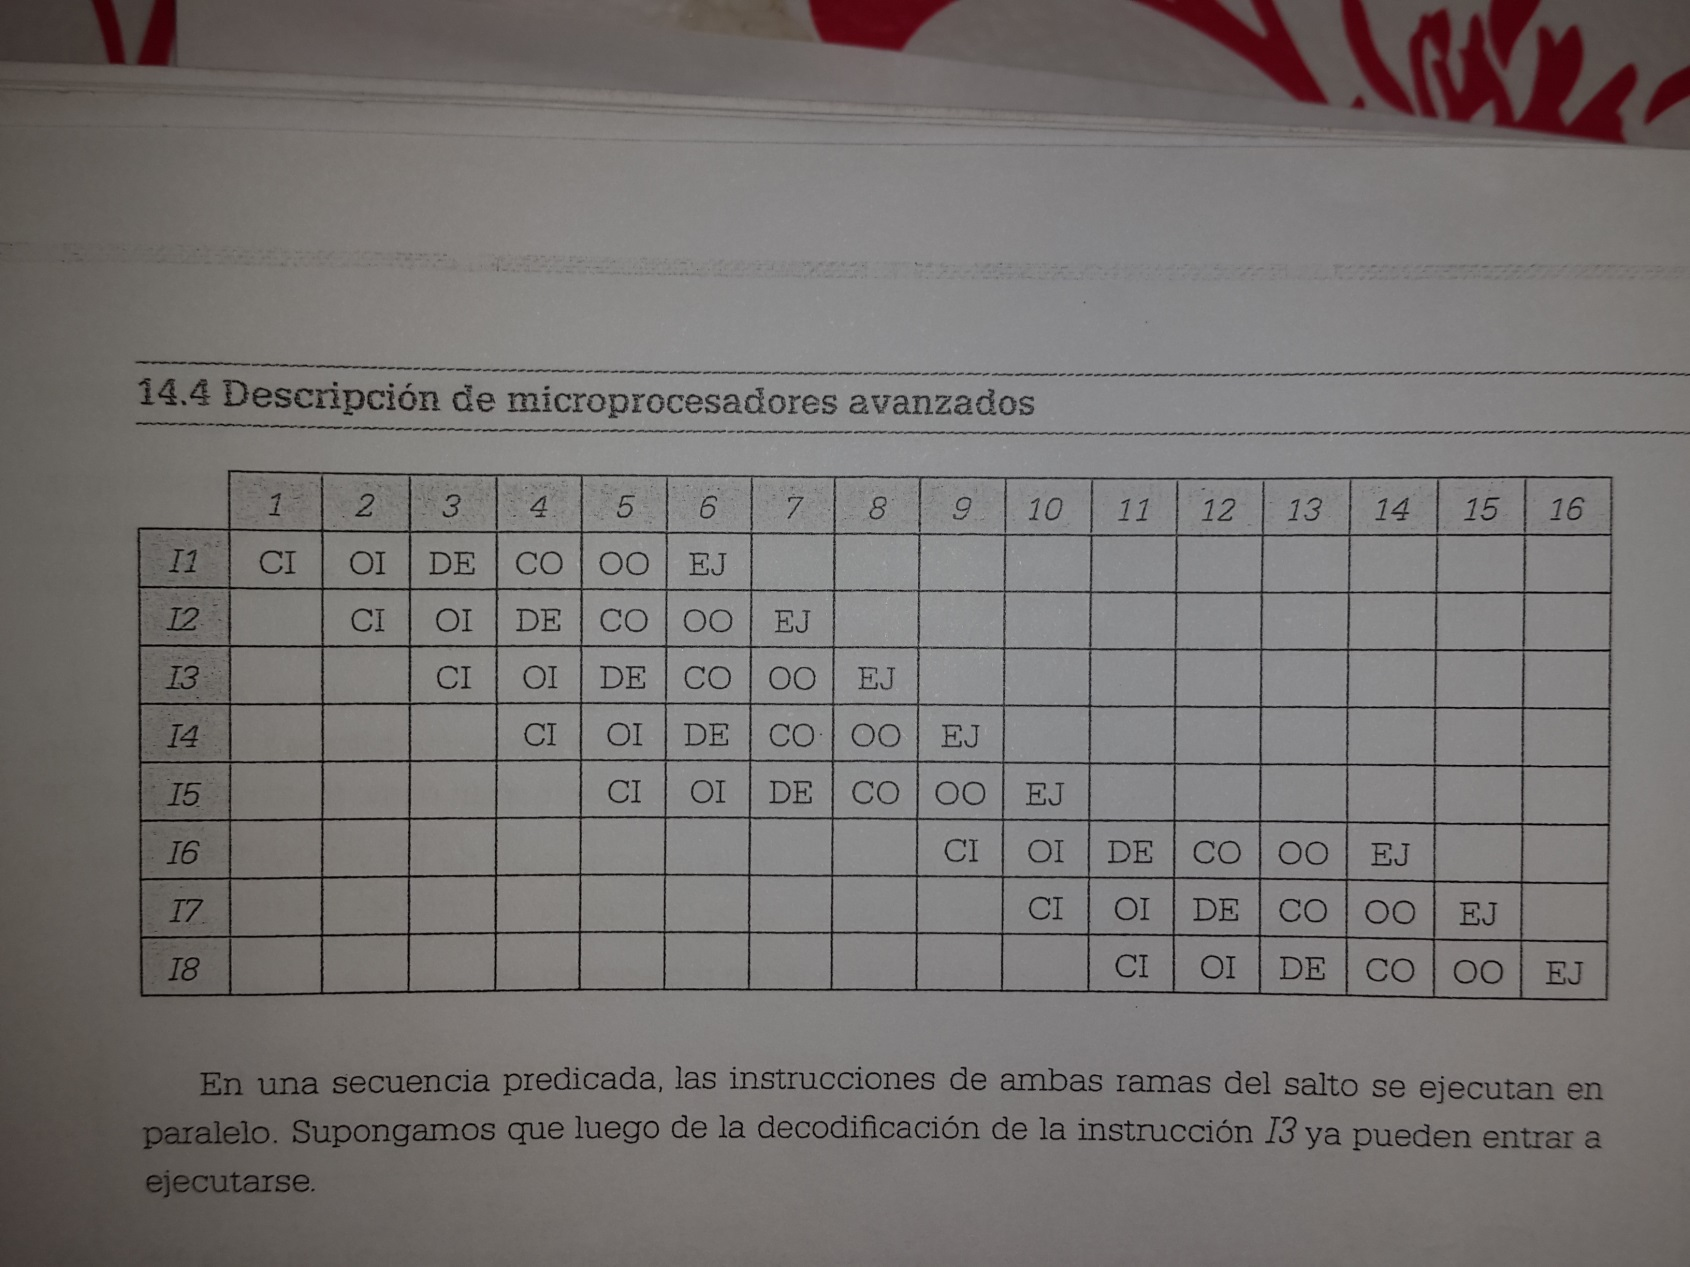 14.4 Descripción de microprocesadores avanzados
1 2 3 4 5 6 7 8 9 10 11 12 13 14 15 16
I1 CI OI DE CO OO EJ
I2 CI OI DE CO OO EJ
I3 CI OI DE CO OO EJ
I4 CI OI DE CO OO EJ
I5 CI OI DE CO OO EJ
I6 CI OI DE CO OO EJ
I7 CI OI DE CO OO EJ
I8 CI OI DE CO OO EJ
En una secuencia predicada, las instrucciones de ambas ramas del salto se ejecutan en
paralelo. Supongamos que luego de la decodificación de la instrucción I3 ya pueden entrar a
ejecutarse.